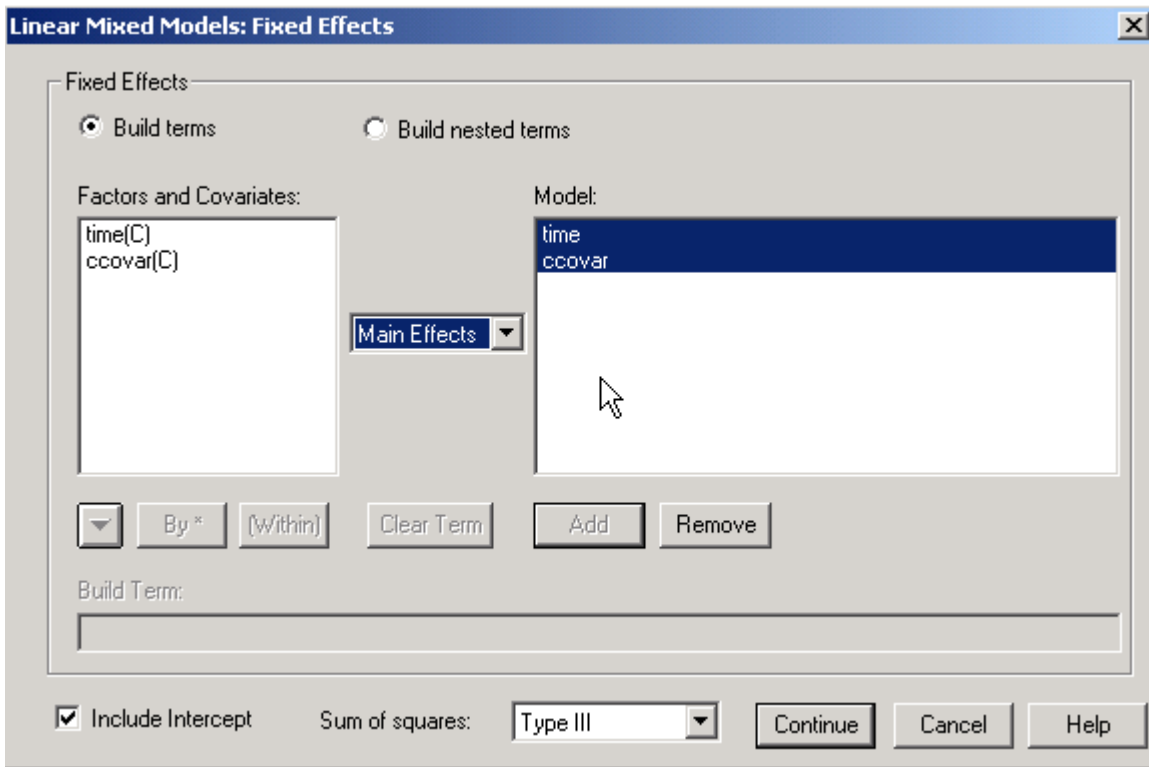 Linear Mixed Models: Fixed Effects
Fixed Effects
Build terms
Build nested terms
Factors and Covariates:
Model:
time(C)
ccovar(C)
Main Effects
time
ccovar
By *
(Within)
Clear Term
Add
Remove
Build Term:
Include Intercept
Sum of squares:
Type III
Continue
Cancel
Help